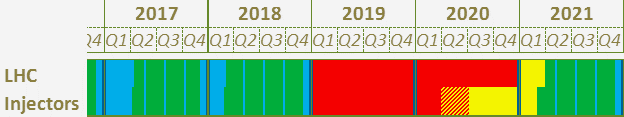 2017 2018 2019 2020 2021
Q4 Q1 Q2 Q3 Q4 Q1 Q2 Q3 Q4 Q1 Q2 Q3 Q4 Q1 Q2 Q3 Q4 Q1 Q2 Q3 Q4
LHC
Injectors